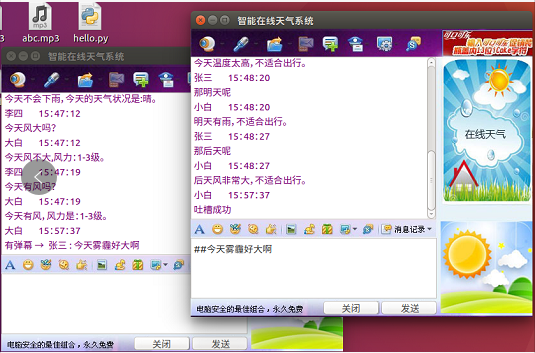 3
abc.mp3
hello.py
智能在线天气系统
今天不会下雨,今天的天气状况是:晴。
李四 15:47:12
今天风大吗?
大白 15:47:12
今天风不大,风力:1-3级。
李四 15:47:19
今天有风吗?
大白 15:47:19
今天有风,风力是:1-3级。
大白 15:57:37
有弹幕 → 张三 : 今天雾霾好大啊
电脑安全的最佳组合,永久免费
关闭
发送
智能在线天气系统
今天温度太高,不适合出行。
张三 15:48:20
那明天呢
小白 15:48:20
明天有雨,不适合出行。
张三 15:48:27
那后天呢
小白 15:48:27
后天风非常大,不适合出行。
小白 15:57:37
吐槽成功
消息记录
##今天雾霾好大啊
电脑安全的最佳组合,永久免费
关闭
发送
在线天气